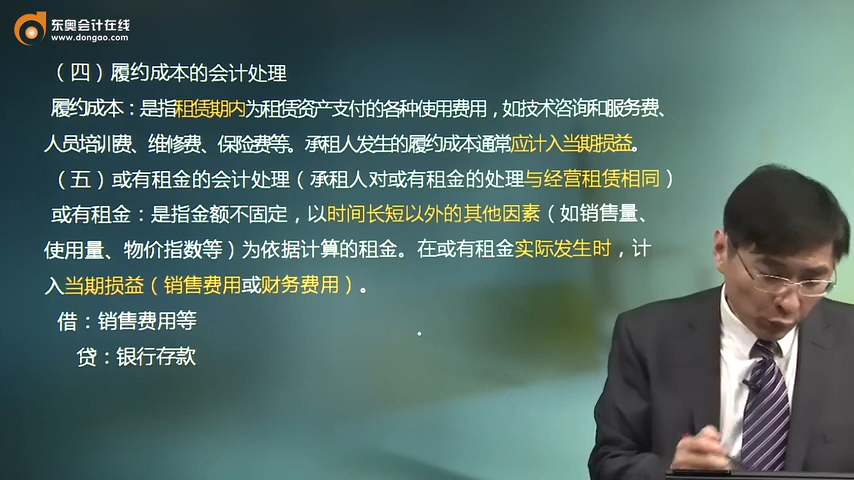 东奥会计在线
www.dongao.com
（四）履约成本的会计处理
履约成本：是指租赁期内为租赁资产支付的各种使用费用，如技术咨询和服务费、
人员培训费、维修费、保险费等。承租人发生的履约成本通常应计入当期损益。
（五）或有租金的会计处理（承租人对或有租金的处理与经营租赁相同）
或有租金：是指金额不固定，以时间长短以外的其他因素（如销售量、
使用量、物价指数等）为依据计算的租金。在或有租金实际发生时，计
入当期损益（销售费用或财务费用）。
借：销售费用等
贷：银行存款